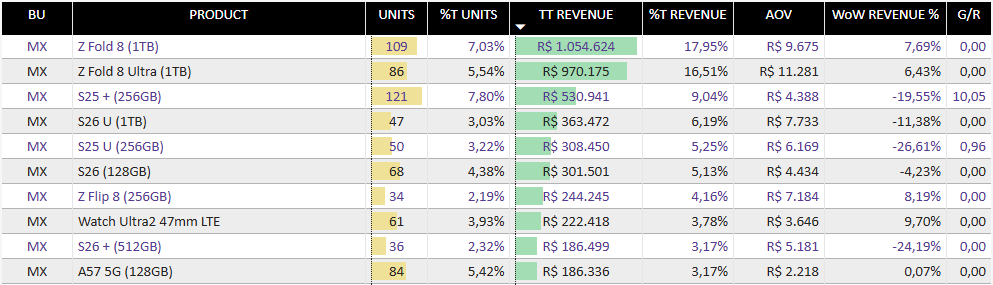 BU PRODUCT UNITS %T UNITS TT REVENUE %T REVENUE AOV WoW REVENUE % G/R
MX Z Fold 8 (1TB) 109 7,03% R$ 1.054.624 17,95% R$ 9.675 7,69% 0,00
MX Z Fold 8 Ultra (1TB) 86 5,54% R$ 970.175 16,51% R$ 11.281 6,43% 0,00
MX S25 + (256GB) 121 7,80% R$ 530.941 9,04% R$ 4.388 -19,55% 10,05
MX S26 U (1TB) 47 3,03% R$ 363.472 6,19% R$ 7.733 -11,38% 0,00
MX S25 U (256GB) 50 3,22% R$ 308.450 5,25% R$ 6.169 -26,61% 0,96
MX S26 (128GB) 68 4,38% R$ 301.501 5,13% R$ 4.434 -4,23% 0,00
MX Z Flip 8 (256GB) 34 2,19% R$ 244.245 4,16% R$ 7.184 8,19% 0,00
MX Watch Ultra2 47mm LTE 61 3,93% R$ 222.418 3,78% R$ 3.646 9,70% 0,00
MX S26 + (512GB) 36 2,32% R$ 186.499 3,17% R$ 5.181 -24,19% 0,00
MX A57 5G (128GB) 84 5,42% R$ 186.336 3,17% R$ 2.218 0,07% 0,00